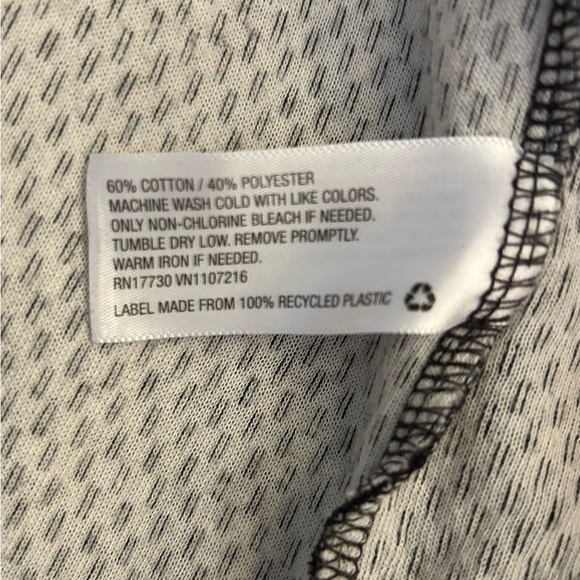 60% COTTON / 40% POLYESTER
MACHINE WASH COLD WITH LIKE COLORS.
ONLY NON-CHLORINE BLEACH IF NEEDED.
TUMBLE DRY LOW. REMOVE PROMPTLY.
WARM IRON IF NEEDED.
RN17730 VN1107216
LABEL MADE FROM 100% RECYCLED PLASTIC